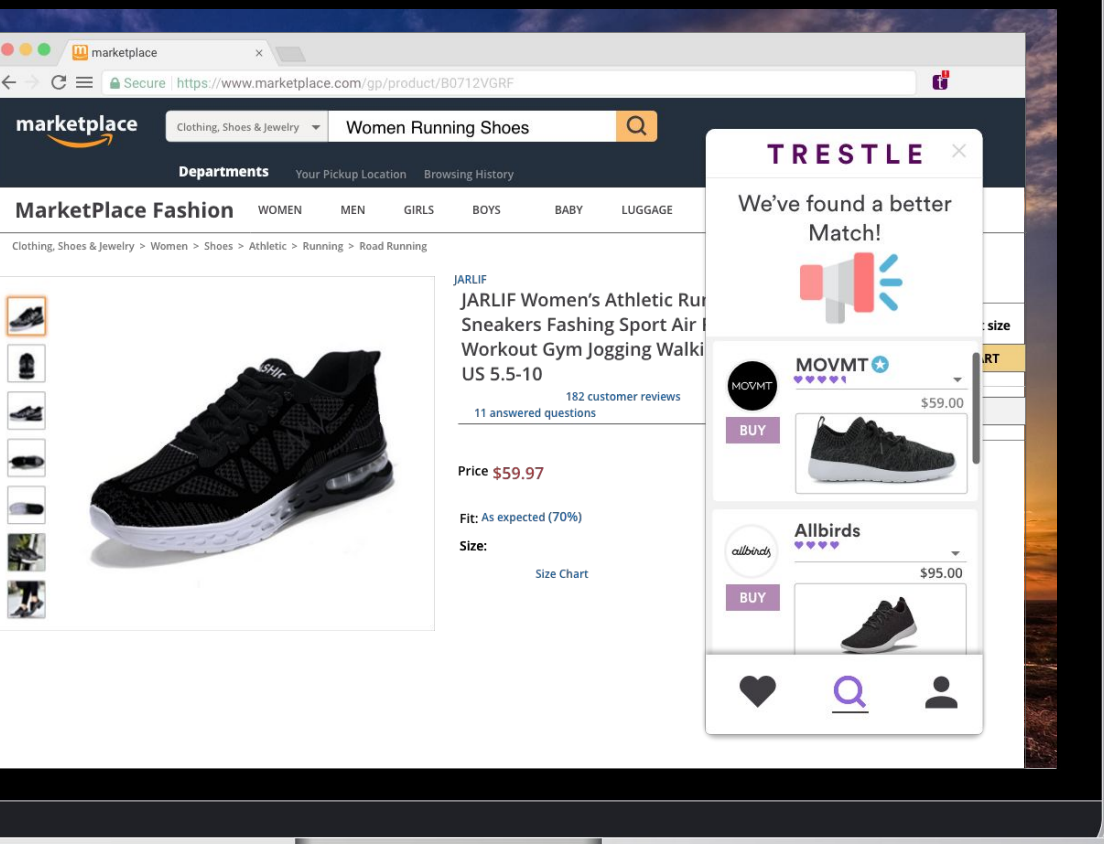 marketplace
Secure | https://www.marketplace.com/gp/product/B0712VGRF
marketplace
Clothing, Shoes & Jewelry
Women Running Shoes
Departments
Your Pickup Location
Browsing History
MarketPlace Fashion
WOMEN
MEN
GIRLS
BOYS
BABY
LUGGAGE
Clothing, Shoes & Jewelry > Women > Shoes > Athletic > Running > Road Running
JARLIF
JARLIF Women's Athletic Rur
Sneakers Fashing Sport Air
Workout Gym Jogging Walki
US 5.5-10
182 customer reviews
11 answered questions
Price $59.97
Fit: As expected (70%)
Size:
Size Chart
size
RT
TRESTLE
We've found a better
Match!
MOVMT
MOVMT
$59.00
BUY
Allbirds
allbirds
$95.00
BUY